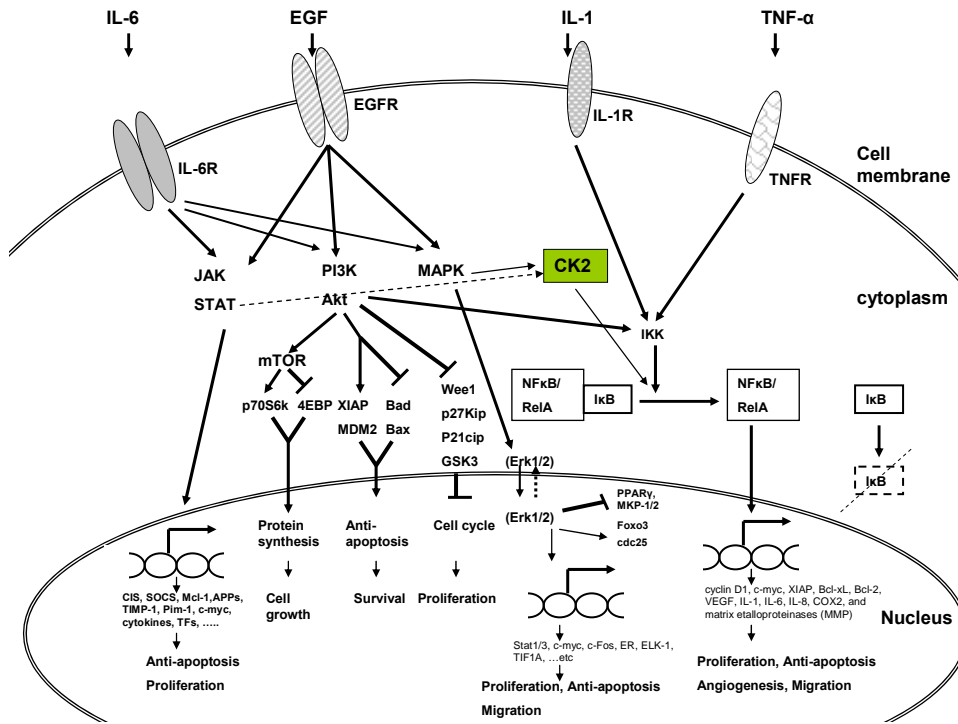 IL-6
EGF
IL-1
TNF-α
EGFR
IL-1R
IL-6R
TNFR
Cell
membrane
JAK
STAT
PI3K
Akt
MAPK
CK2
cytoplasm
IKK
mTOR
p70S6k
4EBP
XIAP
MDM2
Bad
Bax
Wee1
p27Kip
P21cip
GSK3
NFκB/
RelA
IκB
NFκB/
RelA
IκB
IκB
(Erk1/2)
(Erk1/2)
PPARγ,
MKP-1/2
Foxo3
cdc25
Protein
synthesis
Anti-
apoptosis
Cell cycle
Cell
growth
Survival
Proliferation
CIS, SOCS, Mcl-1,APPs,
TIMP-1, Pim-1, c-myc,
cytokines, TFs, …..
Anti-apoptosis
Proliferation
Stat1/3, c-myc, c-Fos, ER, ELK-1,
TIF1A, …etc
Proliferation, Anti-apoptosis
Migration
cyclin D1, c-myc, XIAP, Bcl-xL, Bcl-2,
VEGF, IL-1, IL-6, IL-8, COX2, and
matrix etalloproteinases (MMP)
Nucleus
Proliferation, Anti-apoptosis
Angiogenesis, Migration